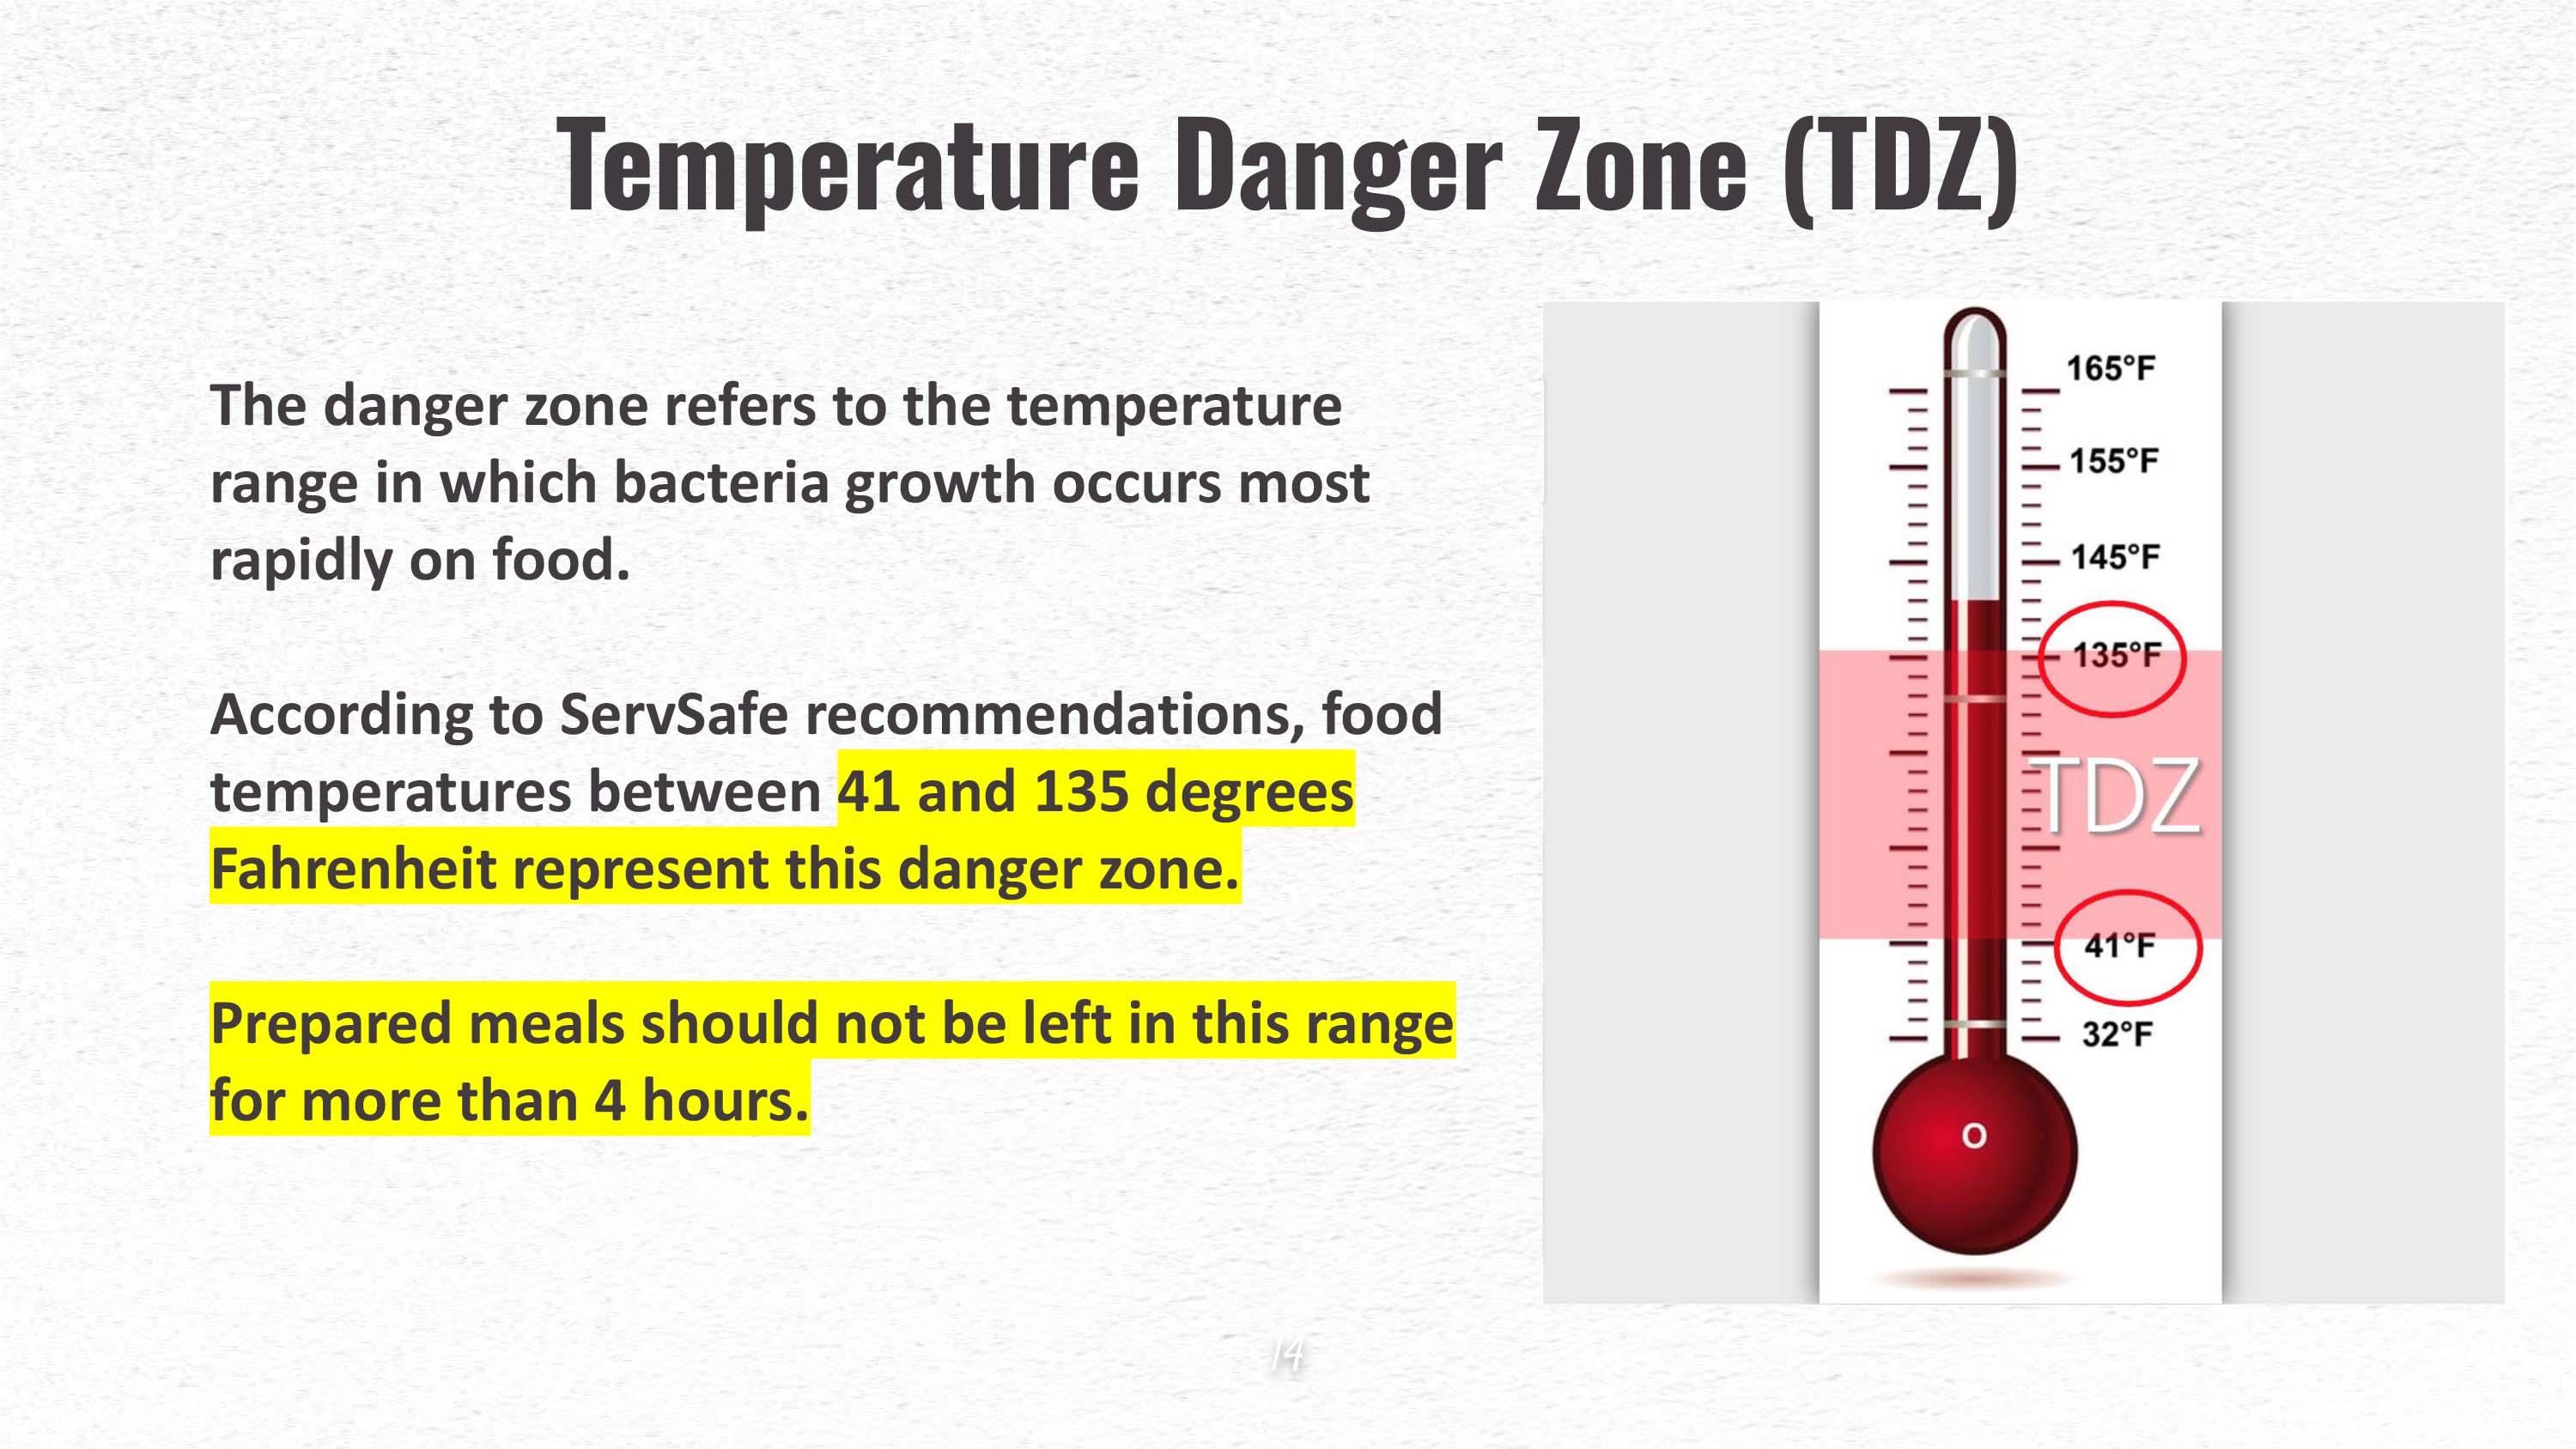 Temperature Danger Zone (TDZ)
The danger zone refers to the temperature
range in which bacteria growth occurs most
rapidly on food.
According to ServSafe recommendations, food
temperatures between 41 and 135 degrees
Fahrenheit represent this danger zone.
Prepared meals should not be left in this range
for more than 4 hours.
165°F
155°F
145°F
135°F
TDZ
41°F
32°F
O
14